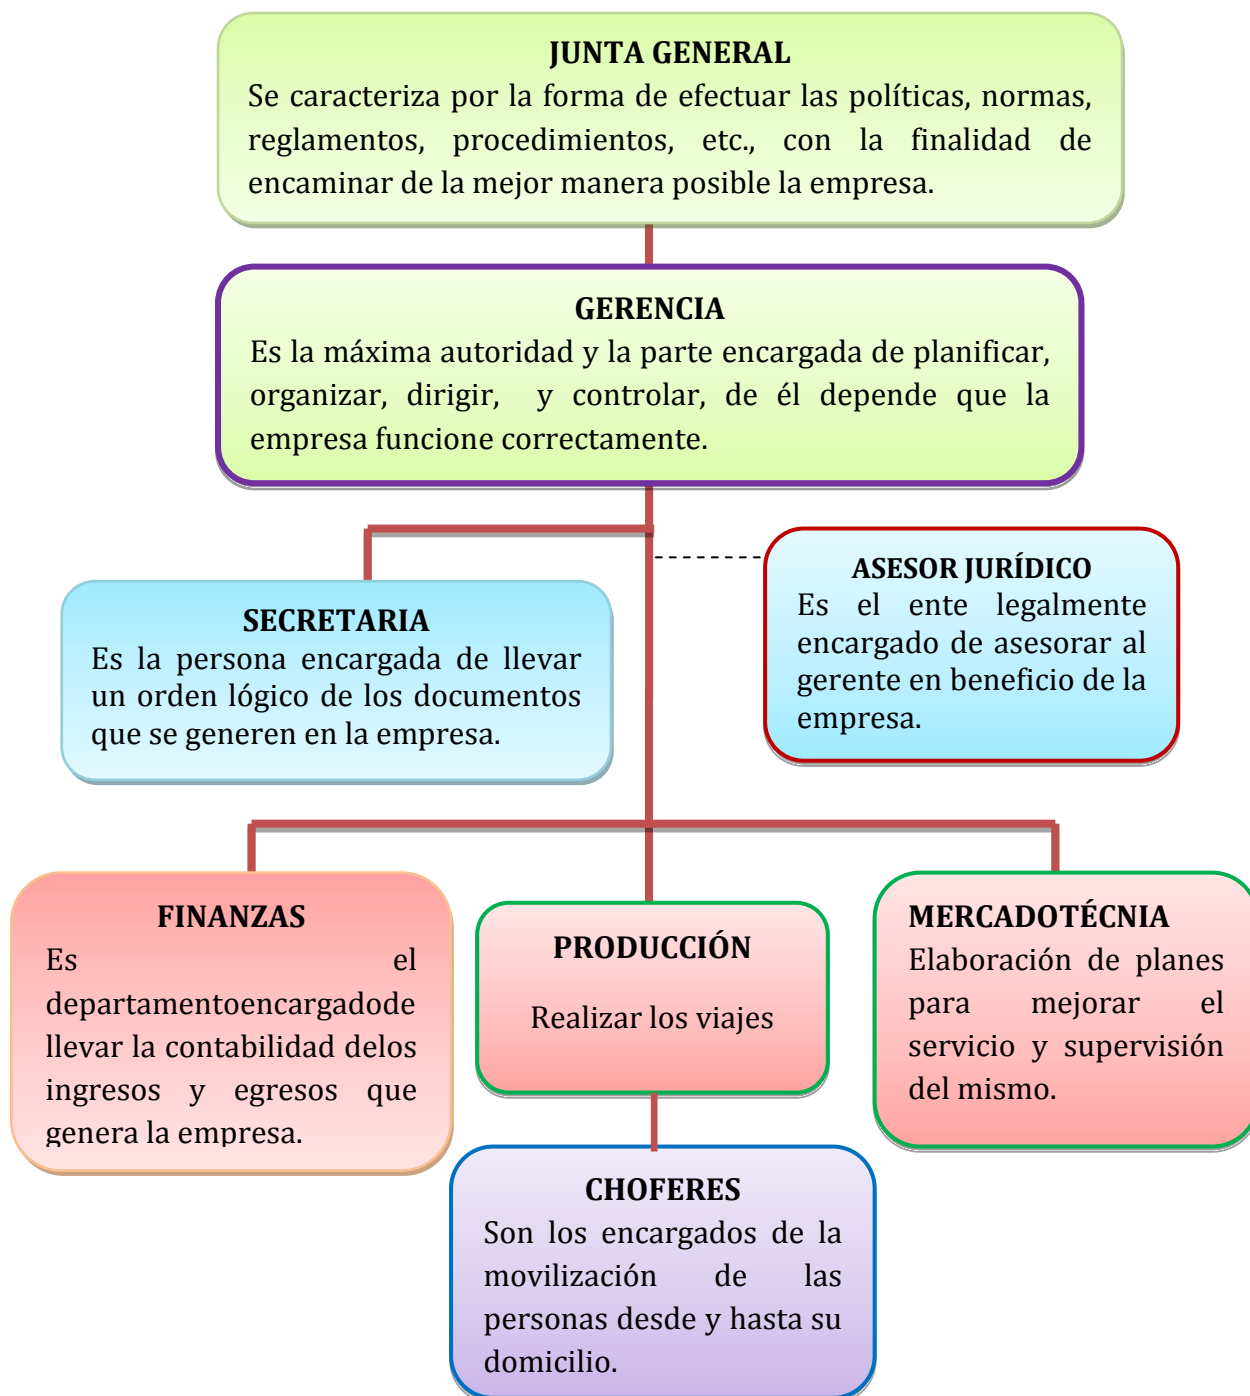 JUNTA GENERAL
Se caracteriza por la forma de efectuar las políticas, normas,
reglamentos, procedimientos, etc., con la finalidad de
encaminar de la mejor manera posible la empresa.
GERENCIA
Es la máxima autoridad y la parte encargada de planificar,
organizar, dirigir, y controlar, de él depende que la
empresa funcione correctamente.
ASESOR JURÍDICO
Es el ente legalmente
encargado de asesorar al
gerente en beneficio de la
empresa.
SECRETARIA
Es la persona encargada de llevar
un orden lógico de los documentos
que se generen en la empresa.
FINANZAS
Es el
departamentoencargadode
llevar la contabilidad delos
ingresos y egresos que
genera la empresa.
PRODUCCIÓN
Realizar los viajes
MERCADOTÉCNIA
Elaboración de planes
para mejorar el
servicio y supervisión
del mismo.
CHOFERES
Son los encargados de la
movilización de las
personas desde y hasta su
domicilio.